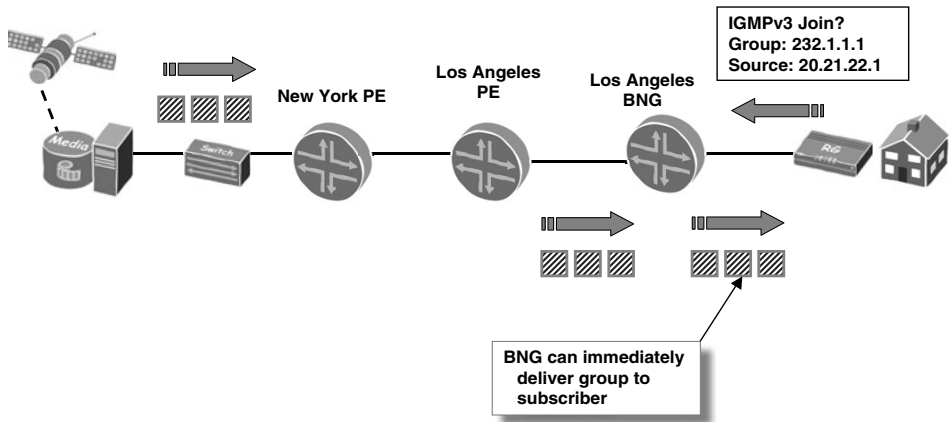 IGMPv3 Join?
Group: 232.1.1.1
Source: 20.21.22.1
Los Angeles
PE
Los Angeles
BNG
New York PE
Media
Switch
RG
BNG can immediately
deliver group to
subscriber